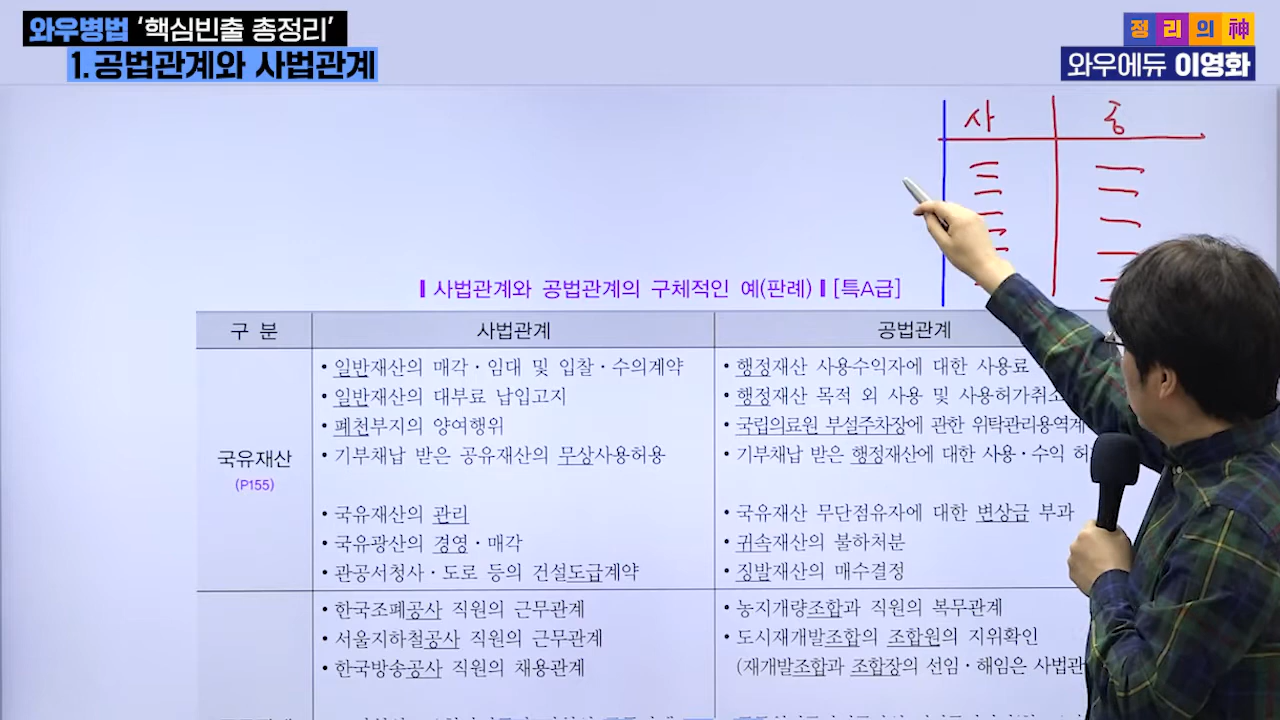 와우병법 '핵심빈출 총정리'
1. 공법관계와 사법관계
정리의神
와우에듀 이영화
사 공
▮사법관계와 공법관계의 구체적인 예(판례)▮[특A급]
구 분 사법관계 공법관계
국유재산
(P155)
• 일반재산의 매각·임대 및 입찰·수의계약
• 일반재산의 대부료 납입고지
• 폐천부지의 양여행위
• 기부채납 받은 공유재산의 무상사용허용
• 국유재산의 관리
• 국유광산의 경영·매각
• 관공서청사·도로 등의 건설도급계약
• 행정재산 사용수익자에 대한 사용료
• 행정재산 목적 외 사용 및 사용허가취소
• 국립의료원 부설주차장에 관한 위탁관리용역계
• 기부채납 받은 행정재산에 대한 사용·수익 허
• 국유재산 무단점유자에 대한 변상금 부과
• 귀속재산의 불하처분
• 징발재산의 매수결정
• 한국조폐공사 직원의 근무관계
• 서울지하철공사 직원의 근무관계
• 한국방송공사 직원의 채용관계
• 농지개량조합과 직원의 복무관계
• 도시재개발조합의 조합원의 지위확인
(재개발조합과 조합장의 선임·해임은 사법관